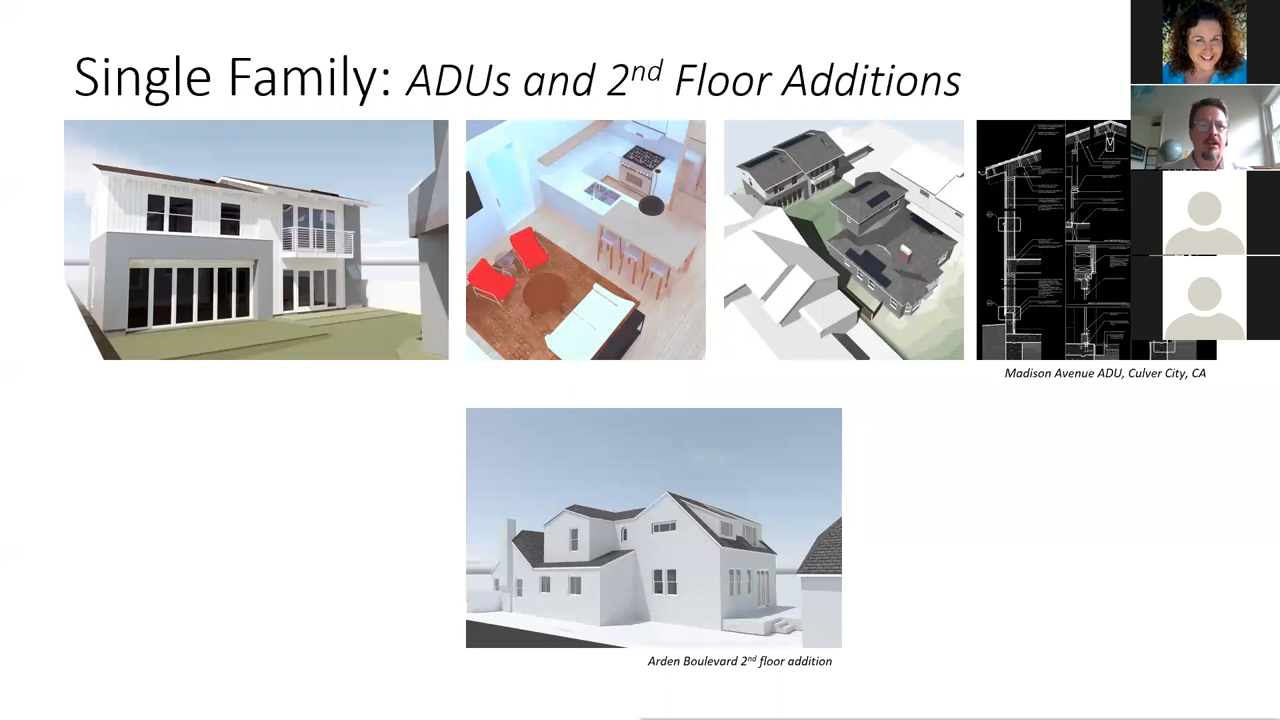 Single Family: ADUs and 2nd Floor Additions
Madison Avenue ADU, Culver City, CA
Arden Boulevard 2nd floor addition